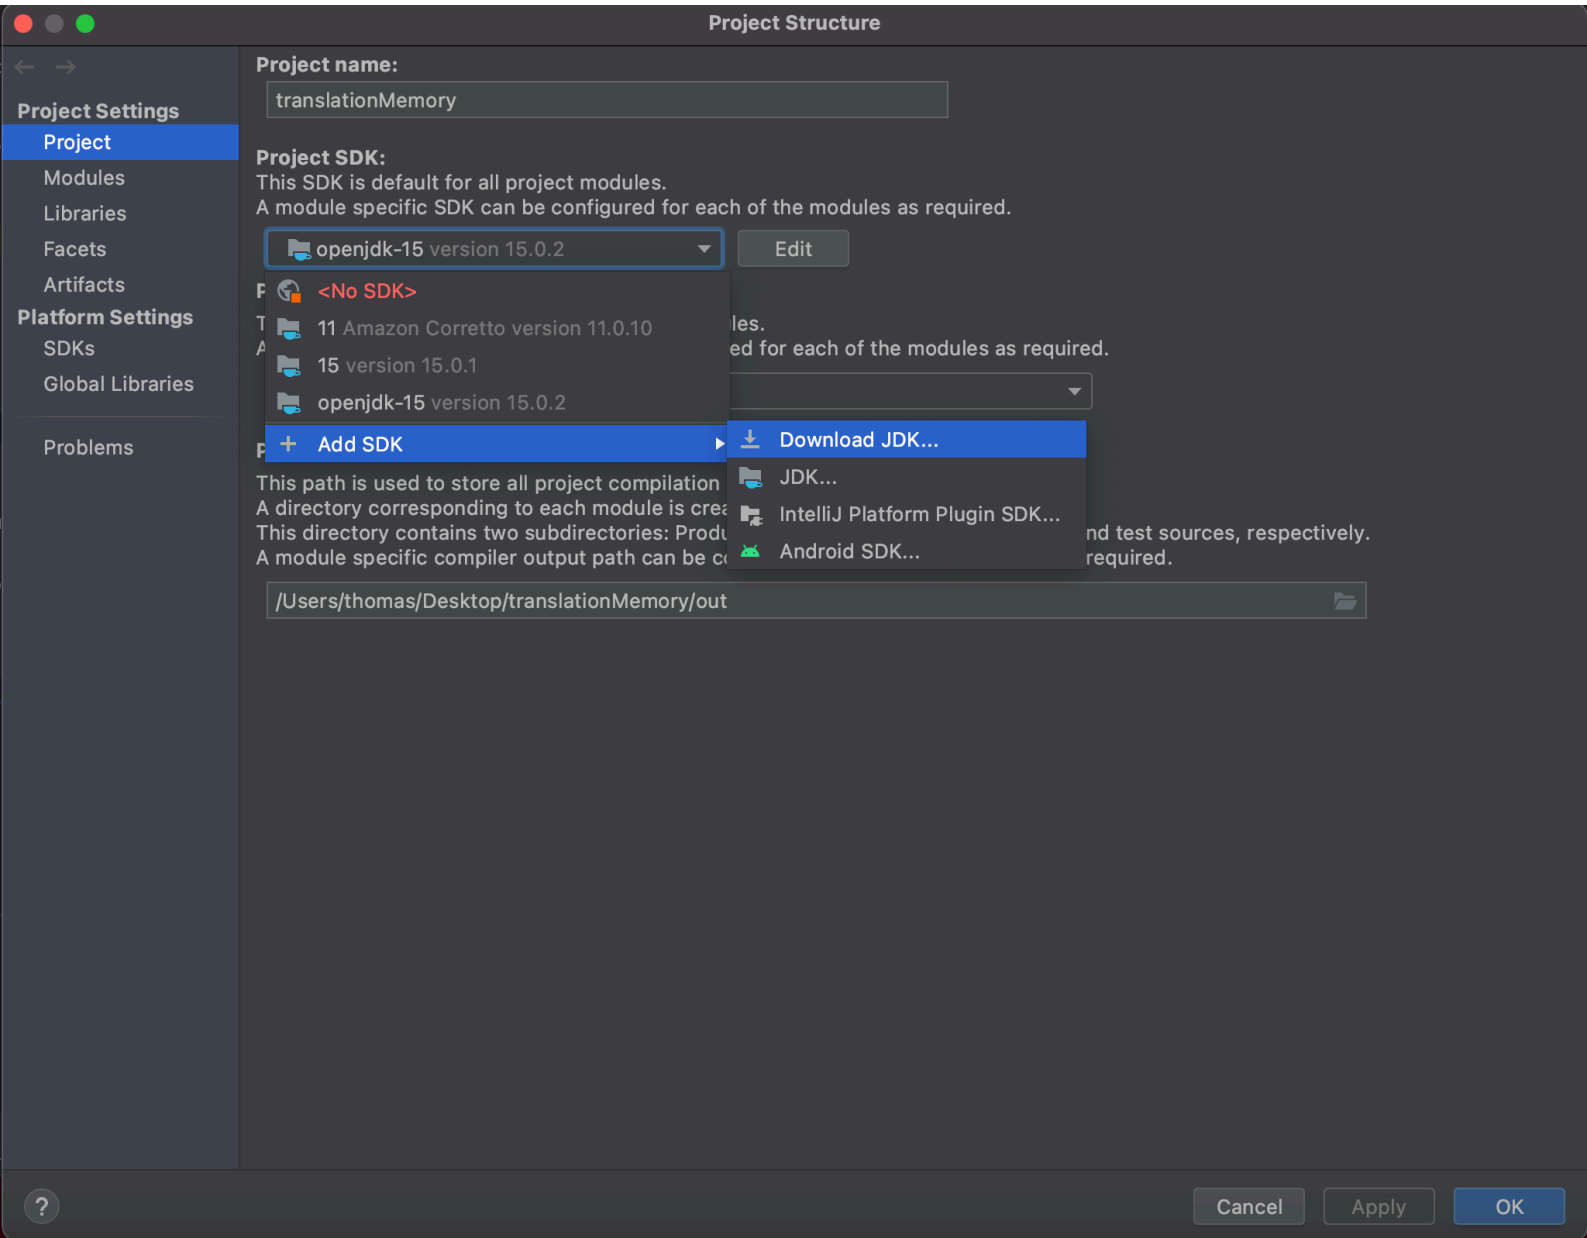 Project Structure
Project name:
translationMemory
Project Settings
Project
Modules
Libraries
Facets
Artifacts
Platform Settings
SDKs
Global Libraries
Problems
Project SDK:
This SDK is default for all project modules.
A module specific SDK can be configured for each of the modules as required.
openjdk-15 version 15.0.2
Edit
<No SDK>
11 Amazon Corretto version 11.0.10
15 version 15.0.1
openjdk-15 version 15.0.2
Add SDK
ed for each of the modules as required.
Download JDK...
JDK...
IntelliJ Platform Plugin SDK...
Android SDK...
This path is used to store all project compilation
A directory corresponding to each module is crea
This directory contains two subdirectories: Produ
nd test sources, respectively.
A module specific compiler output path can be c
required.
/Users/thomas/Desktop/translationMemory/out
?
Cancel
Apply
OK